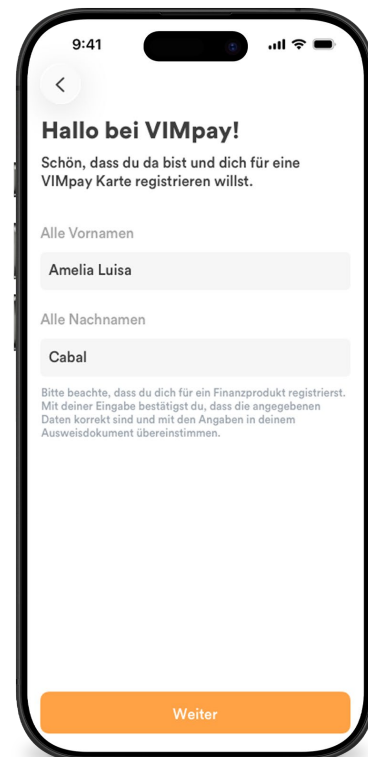 9:41
Hallo bei VIMpay!
Schön, dass du da bist und dich für eine
VIMpay Karte registrieren willst.
Alle Vornamen
Amelia Luisa
Alle Nachnamen
Cabal
Bitte beachte, dass du dich für ein Finanzprodukt registrierst.
Mit deiner Eingabe bestätigst du, dass die angegebenen
Daten korrekt sind und mit den Angaben in deinem
Ausweisdokument übereinstimmen.
Weiter